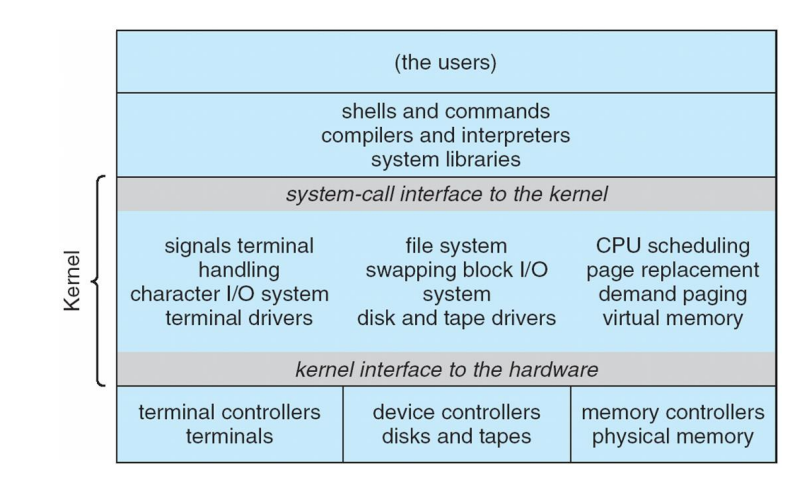 (the users)
shells and commands
compilers and interpreters
system libraries
Kernel
system-call interface to the kernel
signals terminal
handling
character I/O system
terminal drivers
file system
swapping block I/O
system
disk and tape drivers
CPU scheduling
page replacement
demand paging
virtual memory
kernel interface to the hardware
terminal controllers
terminals
device controllers
disks and tapes
memory controllers
physical memory